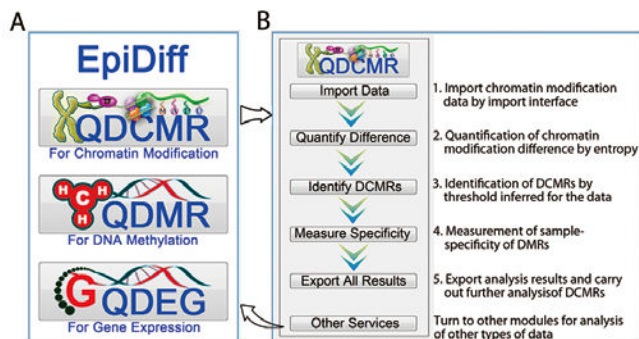 A
EpiDiff
QDCMR
For Chromatin Modification
H
C
H
H
QDMR
For DNA Methylation
G
QDEG
For Gene Expression
B
QDCMR
Import Data
Quantify Difference
Identify DCMRs
Measure Specificity
Export All Results
Other Services
1. Import chromatin modification
data by import interface
2. Quantification of chromatin
modification difference by entropy
3. Identification of DCMRs by
threshold inferred for the data
4. Measurement of sample-
specificity of DMRs
5. Export analysis results and carry
out further analysisof DCMRs
Turn to other modules for analysis
of other types of data